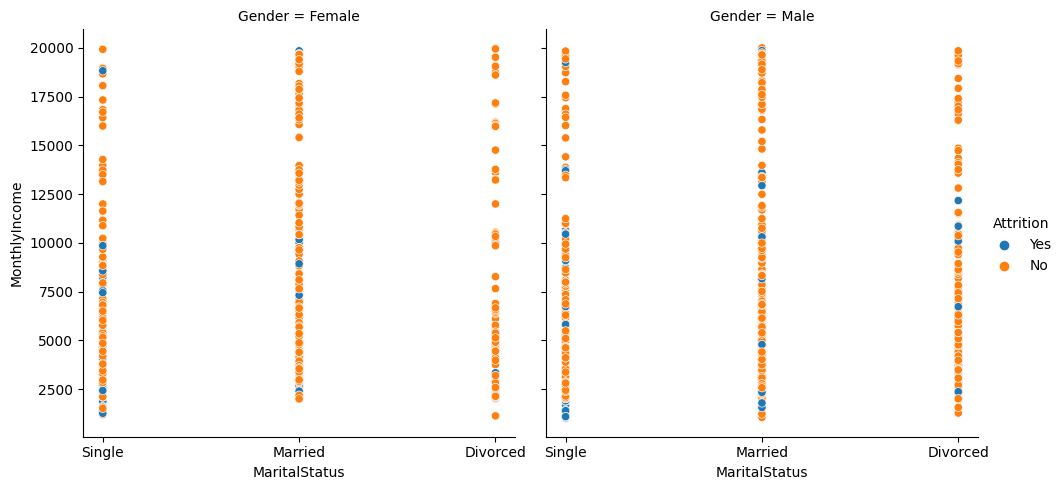 Gender = Female
Gender = Male
20000
17500
15000
12500
10000
7500
5000
2500
MonthlyIncome
Single
Married
Divorced
MaritalStatus
Single
Married
Divorced
MaritalStatus
Attrition
Yes
No